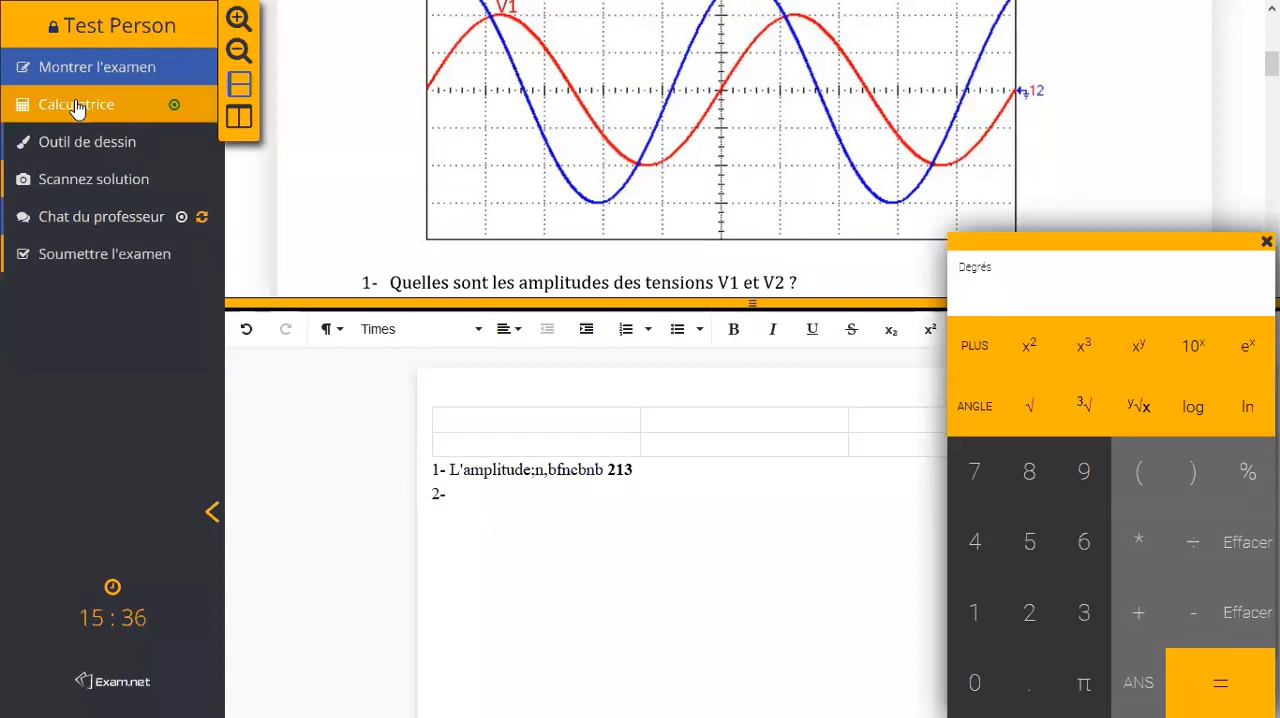 Test Person
Montrer l'examen
Calculatrice
Outil de dessin
Scannez solution
Chat du professeur
Soumettre l'examen
15 : 36
Exam.net
V1
12
1- Quelles sont les amplitudes des tensions V1 et V2 ?
Times
B I U S x₂ x²
1- L'amplitude;n,bfncbnb 213
2-
Degrés
PLUS x² x³ xʸ 10ˣ eˣ
ANGLE √ ³√ ʸ√x log ln
7 8 9 ( ) %
4 5 6 * ÷ Effacer
1 2 3 + - Effacer
0 . π ANS =